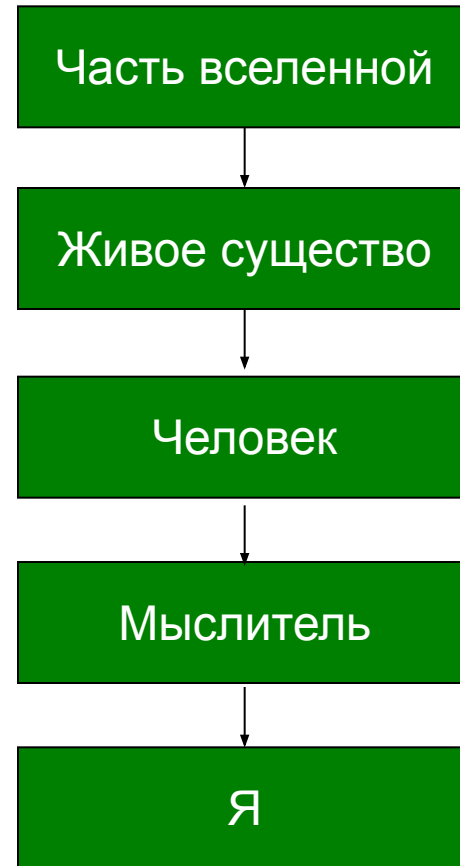 Часть вселенной
Живое существо
Человек
Мыслитель
Я